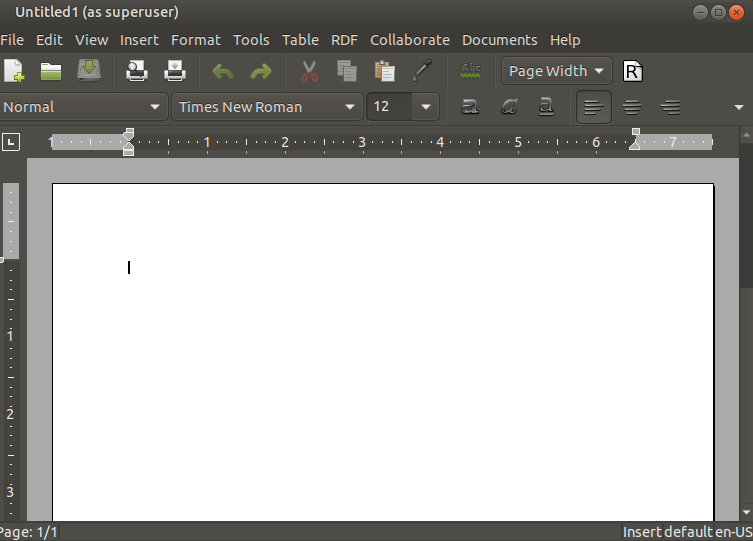 Untitled1 (as superuser)
File Edit View Insert Format Tools Table RDF Collaborate Documents Help
Abc Page Width R
Normal Times New Roman 12 a a a
1 1 2 3 4 5 6 7
1
2
3
Page: 1/1 Insert default en-US